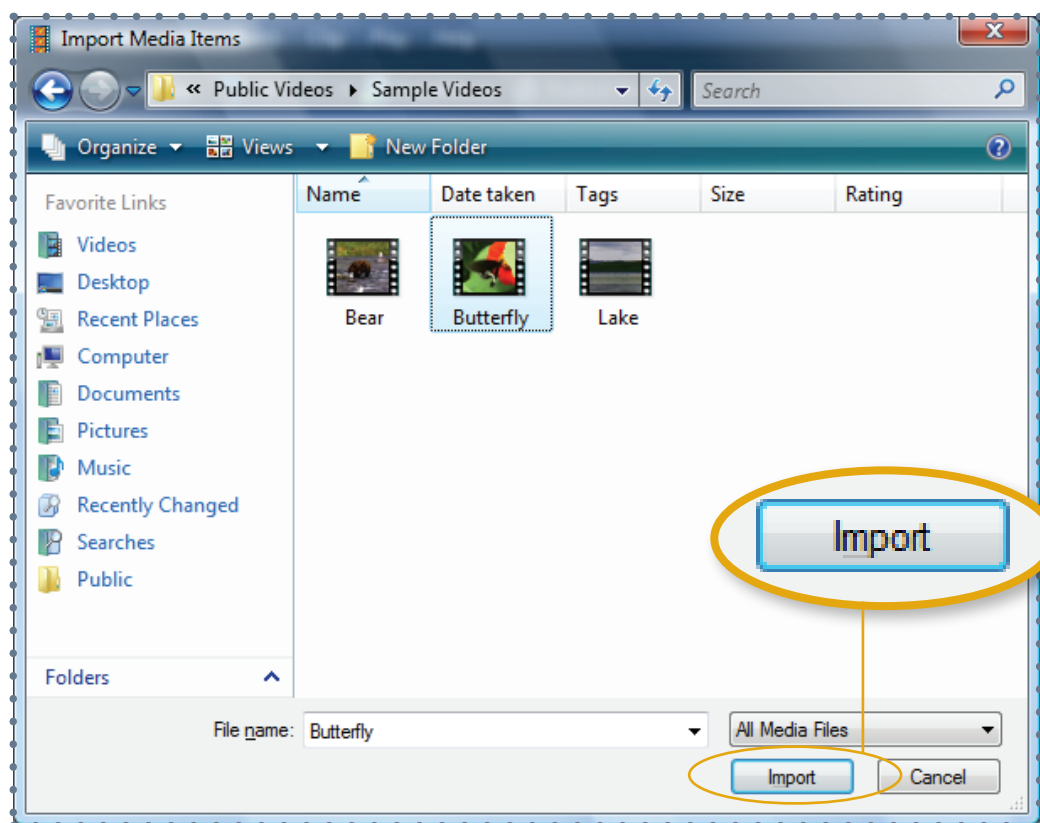 Import Media Items
« Public Videos ▸ Sample Videos
Search
Organize Views New Folder
Favorite Links
Name Date taken Tags Size Rating
Videos
Desktop
Recent Places
Computer
Documents
Pictures
Music
Recently Changed
Searches
Public
Bear Butterfly Lake
Import
Folders
File name: Butterfly All Media Files
Import Cancel